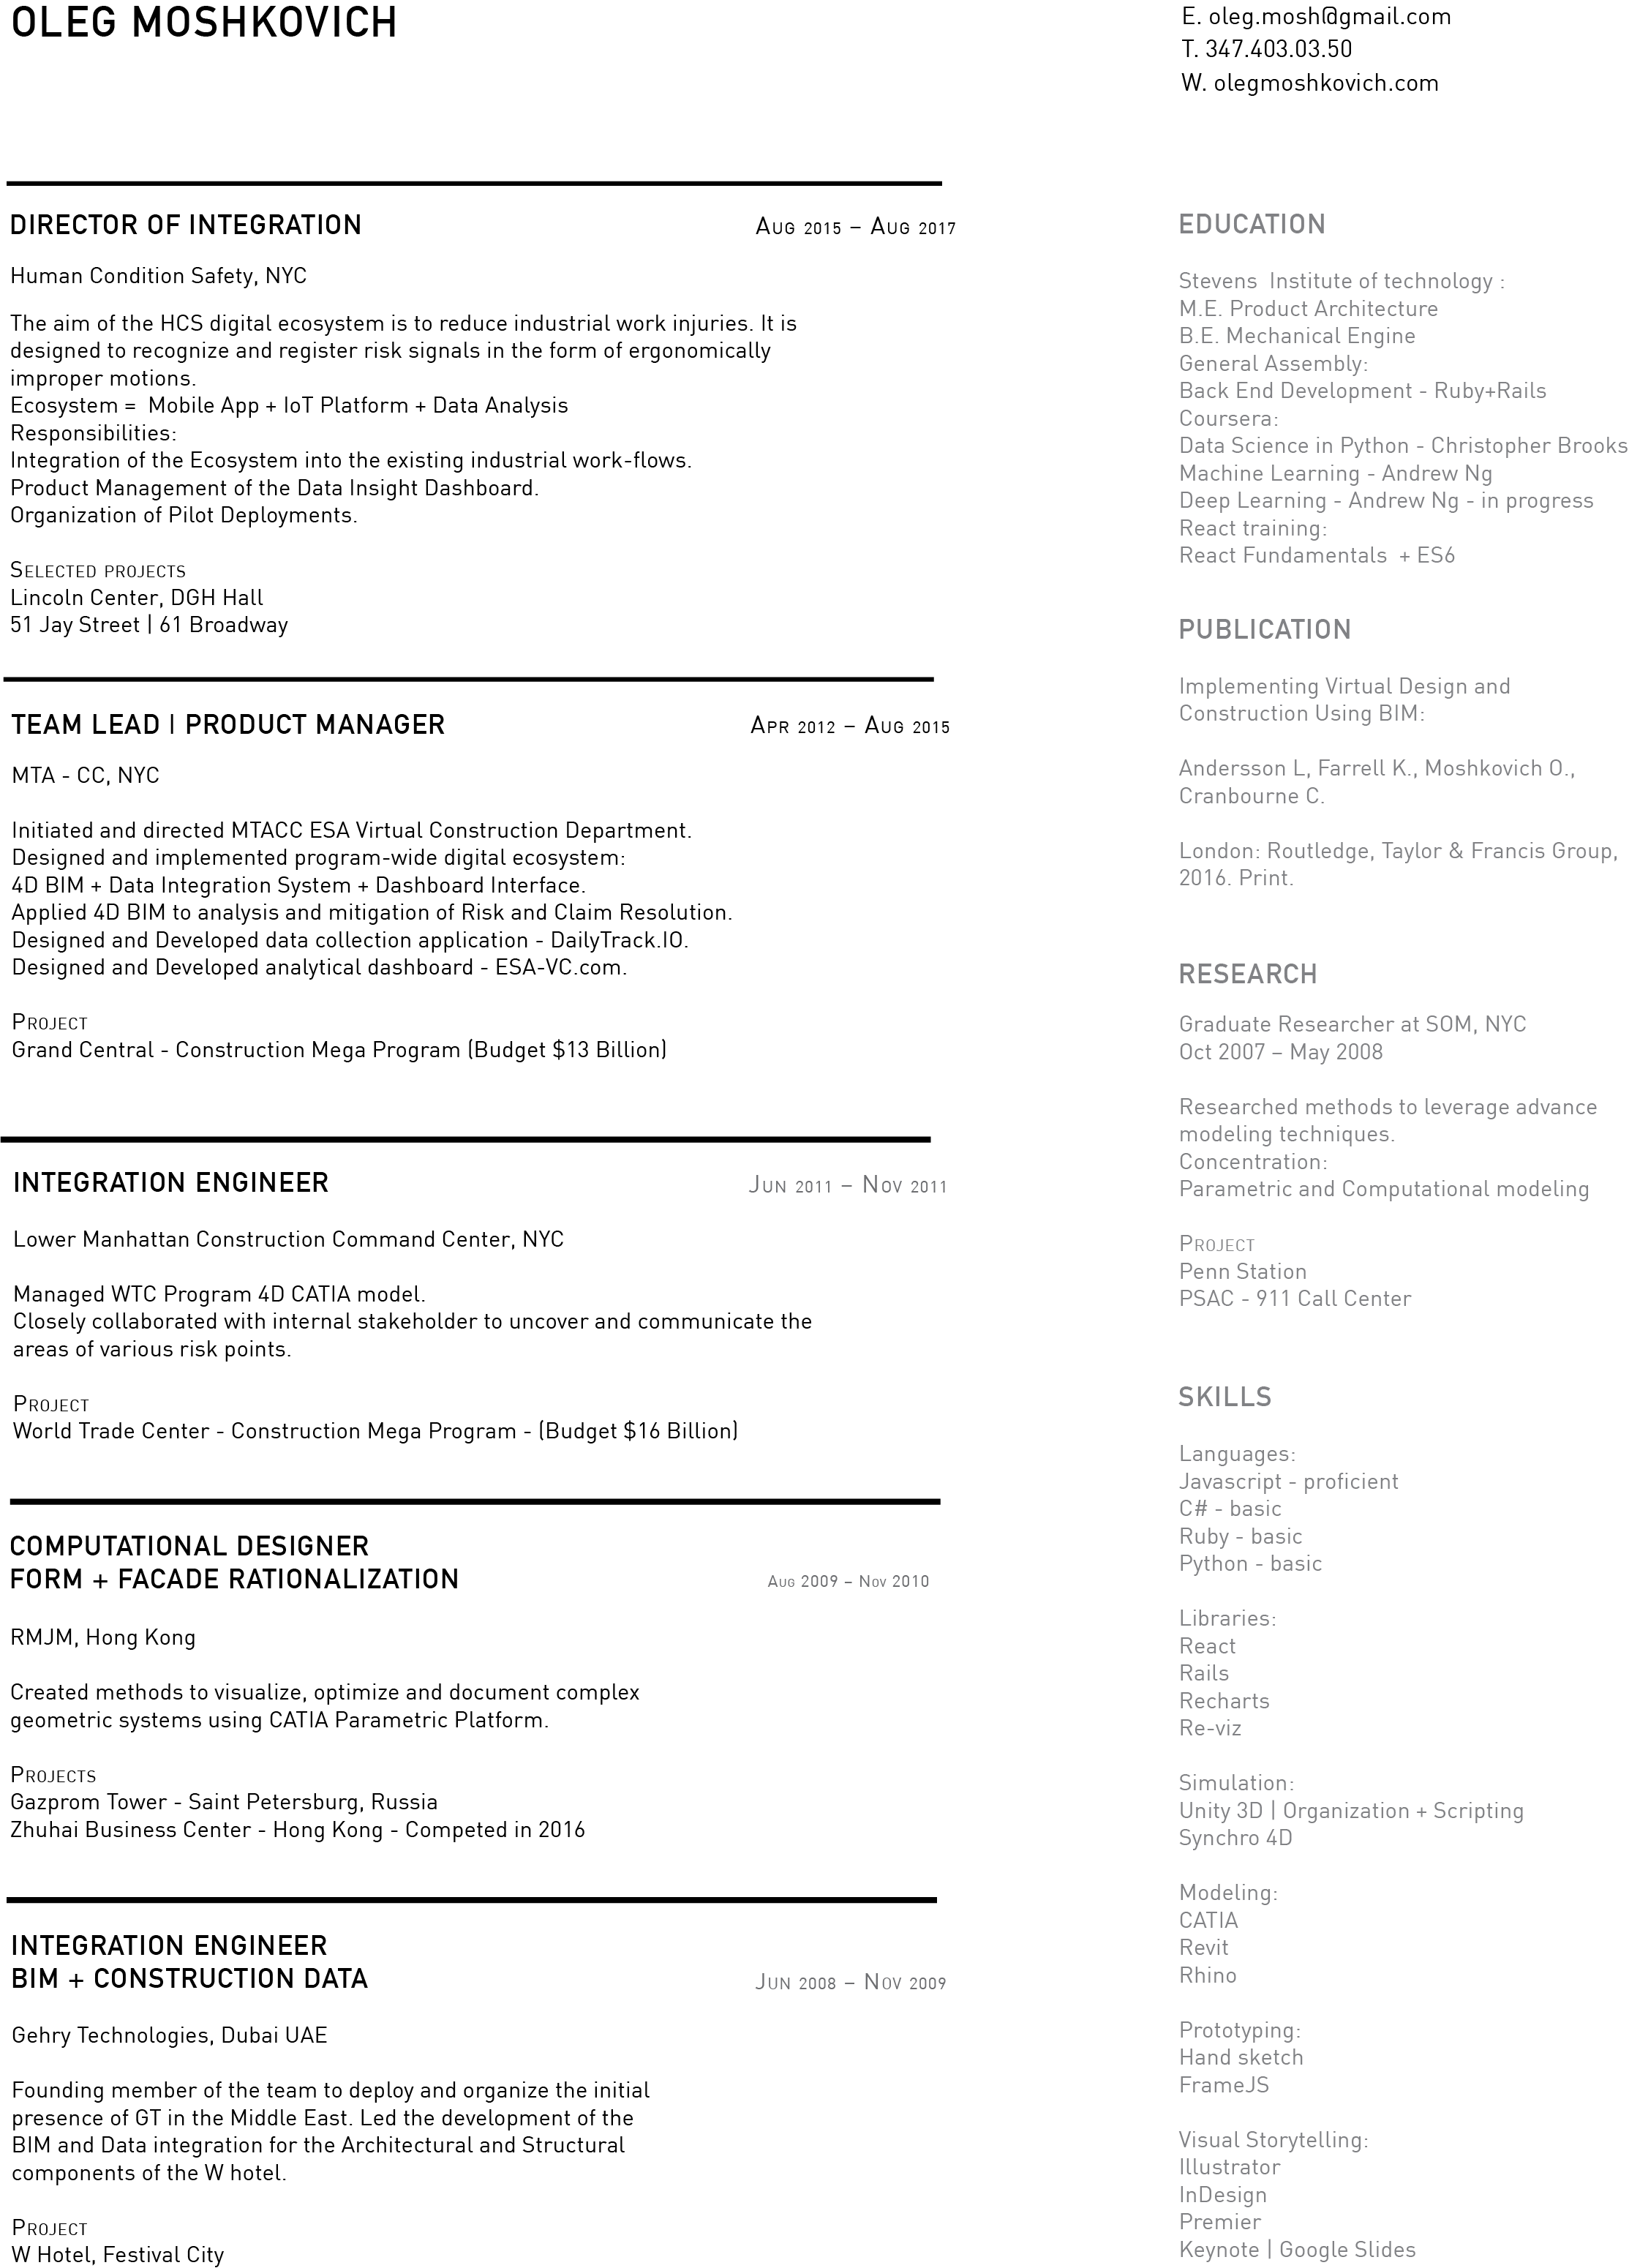 OLEG MOSHKOVICH
E. oleg.mosh@gmail.com
T. 347.403.03.50
W. olegmoshkovich.com
DIRECTOR OF INTEGRATION
Aug 2015 – Aug 2017
Human Condition Safety, NYC
The aim of the HCS digital ecosystem is to reduce industrial work injuries. It is
designed to recognize and register risk signals in the form of ergonomically
improper motions.
Ecosystem =  Mobile App + IoT Platform + Data Analysis
Responsibilities:
Integration of the Ecosystem into the existing industrial work-flows.
Product Management of the Data Insight Dashboard.
Organization of Pilot Deployments.
Selected projects
Lincoln Center, DGH Hall
51 Jay Street | 61 Broadway
TEAM LEAD | PRODUCT MANAGER
Apr 2012 – Aug 2015
MTA - CC, NYC
Initiated and directed MTACC ESA Virtual Construction Department.
Designed and implemented program-wide digital ecosystem:
4D BIM + Data Integration System + Dashboard Interface.
Applied 4D BIM to analysis and mitigation of Risk and Claim Resolution.
Designed and Developed data collection application - DailyTrack.IO.
Designed and Developed analytical dashboard - ESA-VC.com.
Project
Grand Central - Construction Mega Program (Budget $13 Billion)
INTEGRATION ENGINEER
Jun 2011 – Nov 2011
Lower Manhattan Construction Command Center, NYC
Managed WTC Program 4D CATIA model.
Closely collaborated with internal stakeholder to uncover and communicate the
areas of various risk points.
Project
World Trade Center - Construction Mega Program - (Budget $16 Billion)
COMPUTATIONAL DESIGNER
FORM + FACADE RATIONALIZATION
Aug 2009 – Nov 2010
RMJM, Hong Kong
Created methods to visualize, optimize and document complex
geometric systems using CATIA Parametric Platform.
Projects
Gazprom Tower - Saint Petersburg, Russia
Zhuhai Business Center - Hong Kong - Competed in 2016
INTEGRATION ENGINEER
BIM + CONSTRUCTION DATA
Jun 2008 – Nov 2009
Gehry Technologies, Dubai UAE
Founding member of the team to deploy and organize the initial
presence of GT in the Middle East. Led the development of the
BIM and Data integration for the Architectural and Structural
components of the W hotel.
Project
W Hotel, Festival City
EDUCATION
Stevens  Institute of technology :
M.E. Product Architecture
B.E. Mechanical Engine
General Assembly:
Back End Development - Ruby+Rails
Coursera:
Data Science in Python - Christopher Brooks
Machine Learning - Andrew Ng
Deep Learning - Andrew Ng - in progress
React training:
React Fundamentals  + ES6
PUBLICATION
Implementing Virtual Design and
Construction Using BIM:
Andersson L, Farrell K., Moshkovich O.,
Cranbourne C.
London: Routledge, Taylor & Francis Group,
2016. Print.
RESEARCH
Graduate Researcher at SOM, NYC
Oct 2007 – May 2008
Researched methods to leverage advance
modeling techniques.
Concentration:
Parametric and Computational modeling
Project
Penn Station
PSAC - 911 Call Center
SKILLS
Languages:
Javascript - proficient
C# - basic
Ruby - basic
Python - basic
Libraries:
React
Rails
Recharts
Re-viz
Simulation:
Unity 3D | Organization + Scripting
Synchro 4D
Modeling:
CATIA
Revit
Rhino
Prototyping:
Hand sketch
FrameJS
Visual Storytelling:
Illustrator
InDesign
Premier
Keynote | Google Slides